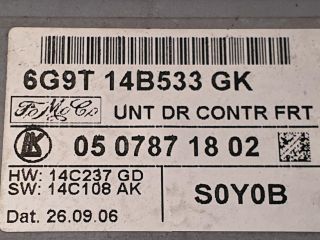 6G9T 14B533 GK
FoMoCo UNT DR CONTR FRT
K 05 0787 18 02
HW: 14C237 GD
SW: 14C108 AK
S0Y0B
Dat. 26.09.06